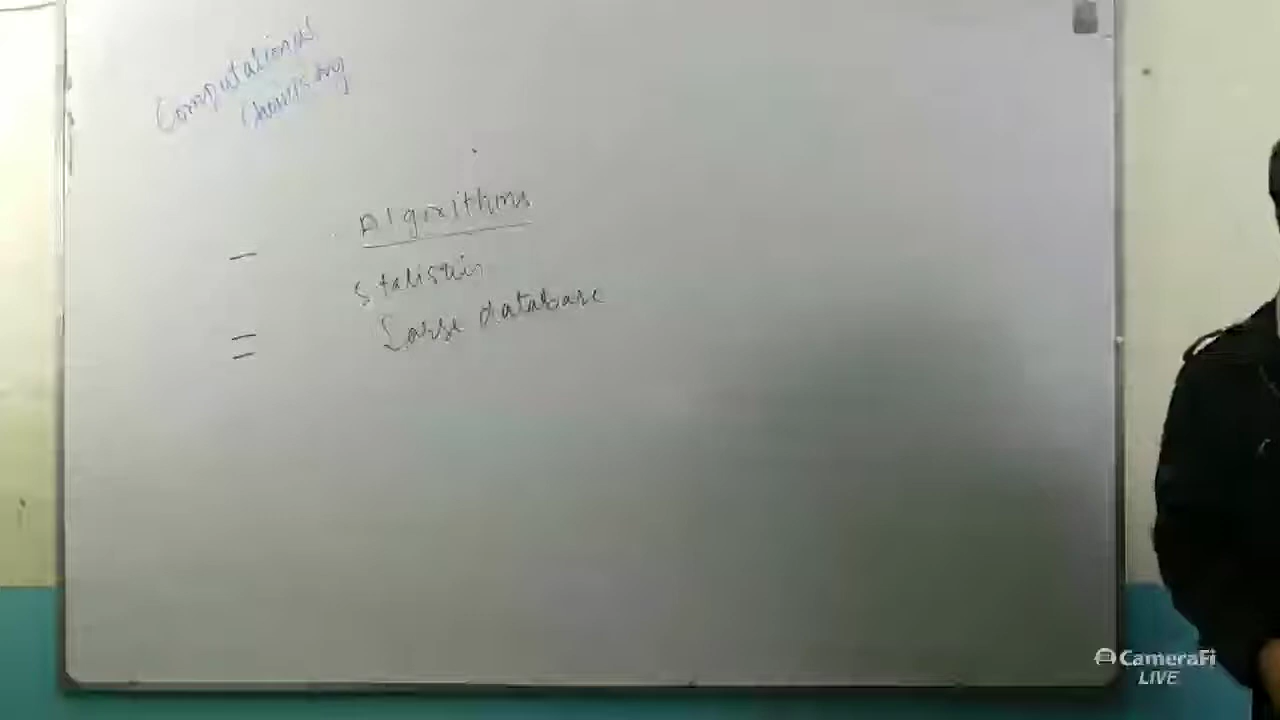 Computational
Chemistry
Algorithms
Statistics
Large database
CameraFi
LIVE